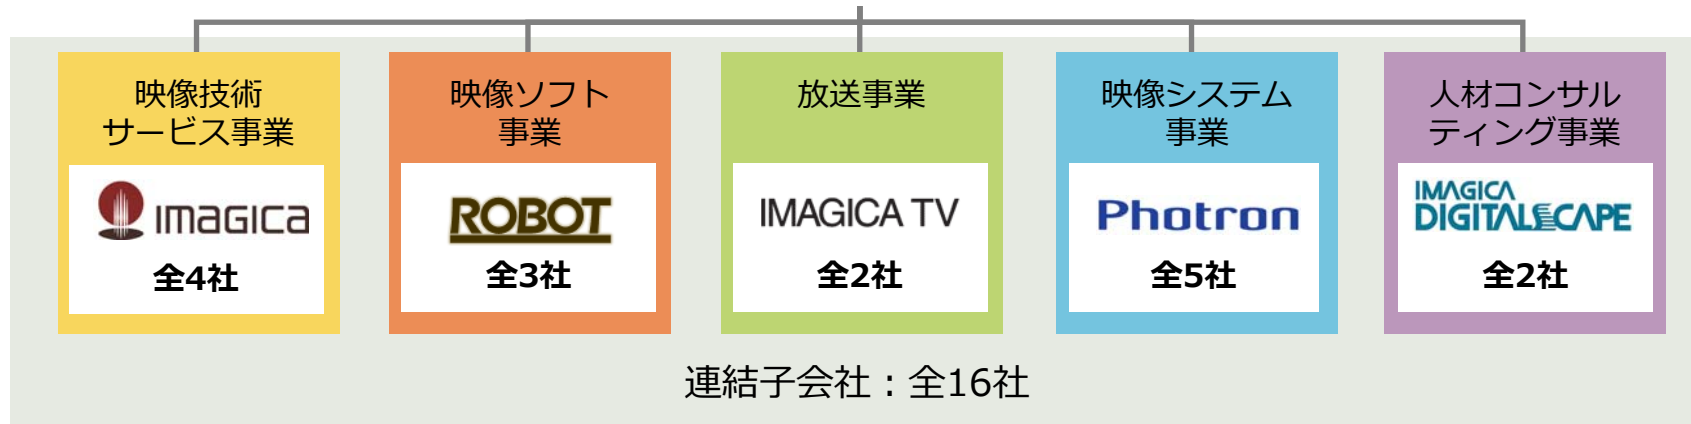 映像技術
サービス事業
IMAGICA
全4社
映像ソフト
事業
ROBOT
全3社
放送事業
IMAGICA TV
全2社
映像システム
事業
Photron
全5社
人材コンサル
ティング事業
IMAGICA
DIGITALSCAPE
全2社
連結子会社：全16社